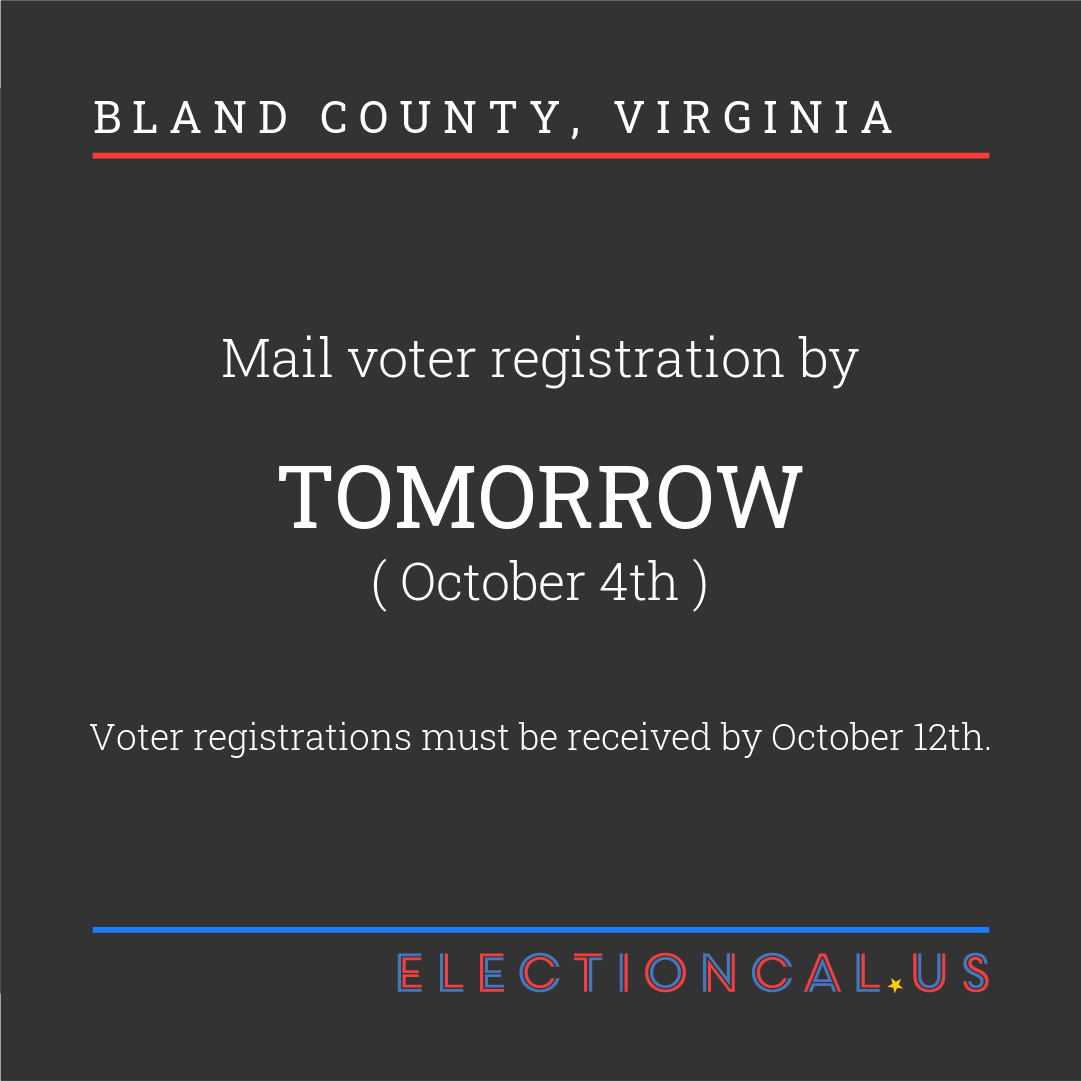 BLAND COUNTY, VIRGINIA
Mail voter registration by
TOMORROW
( October 4th )
Voter registrations must be received by October 12th.
ELECTIONCAL.US